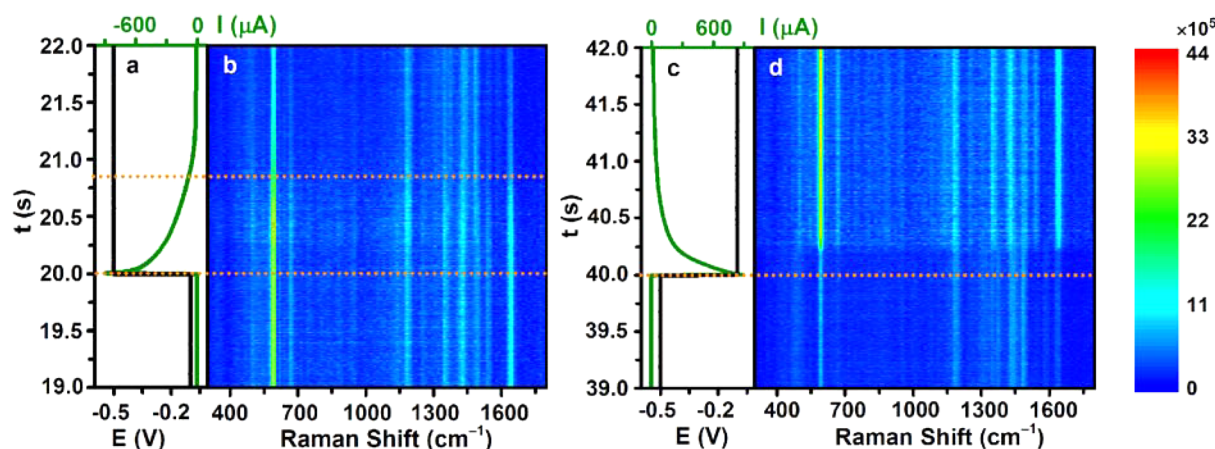 -600 0 I (μA)
0 600 I (μA)
×10⁵
22.0
21.5
21.0
20.5
20.0
19.5
19.0
t (s)
a
b
-0.5 -0.2
E (V)
400 700 1000 1300 1600
Raman Shift (cm⁻¹)
42.0
41.5
41.0
40.5
40.0
39.5
39.0
t (s)
c
d
-0.5 -0.2
E (V)
400 700 1000 1300 1600
Raman Shift (cm⁻¹)
44
33
22
11
0